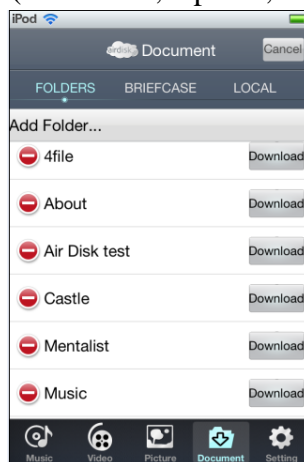 iPod
airdisk Document Cancel
FOLDERS BRIEFCASE LOCAL
Add Folder...
4file Download
About Download
Air Disk test Download
Castle Download
Mentalist Download
Music Download
Music Video Picture Document Setting